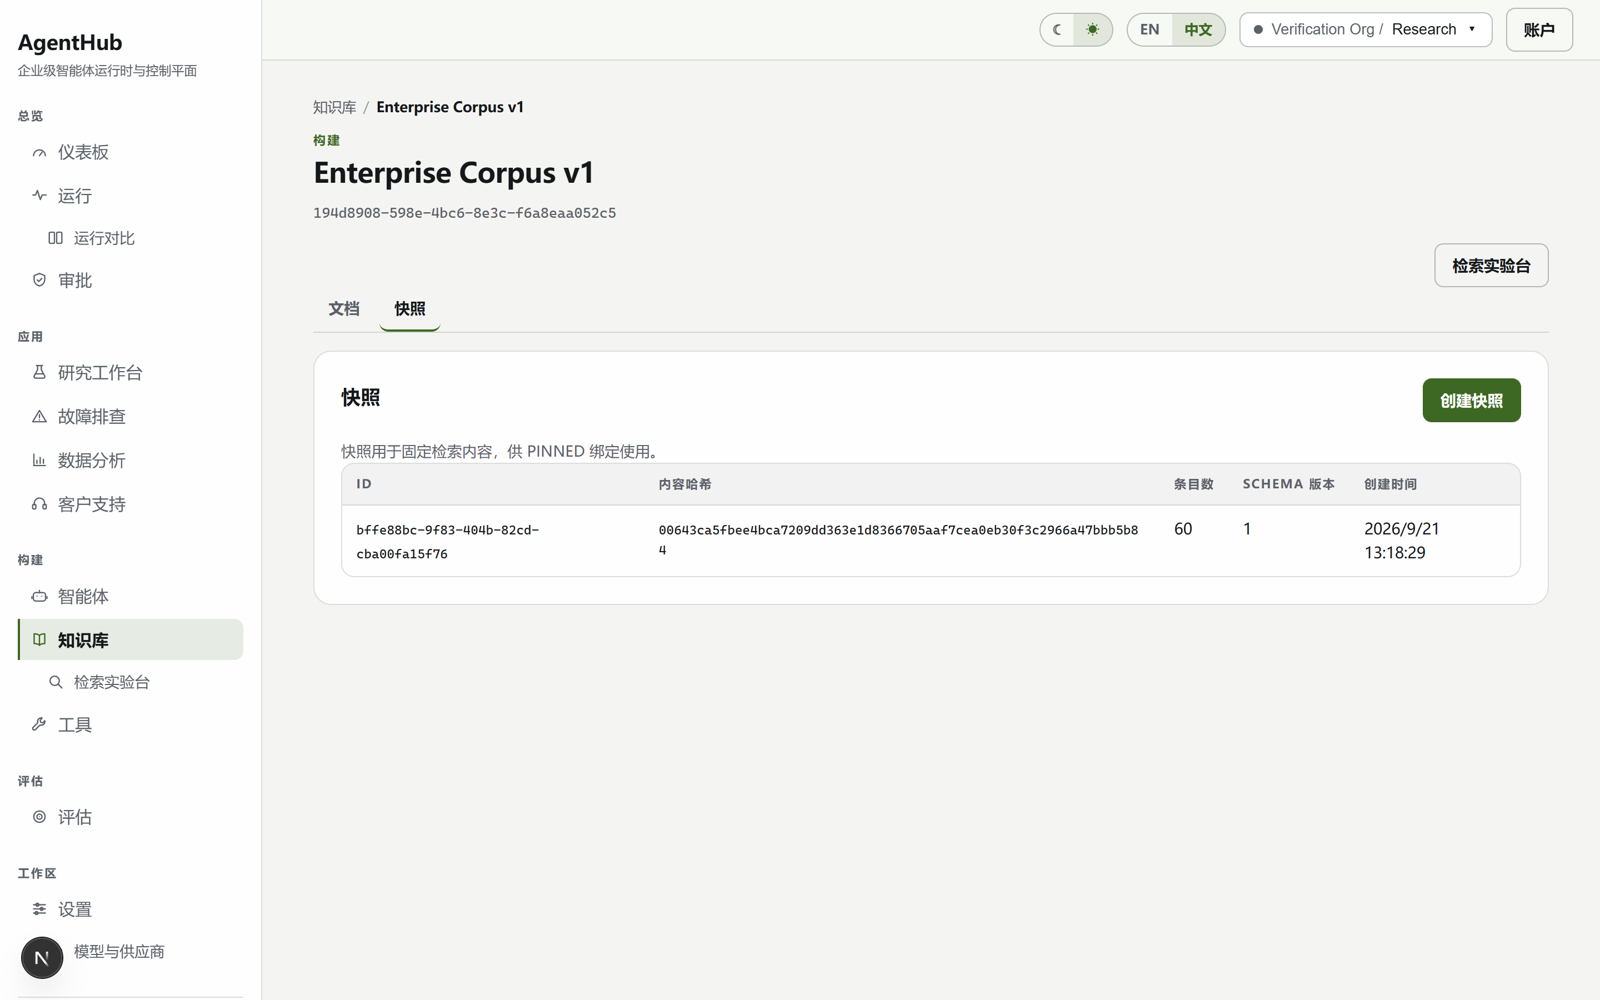 AgentHub
企业级智能体运行时与控制平面
总览
仪表板
运行
运行对比
审批
应用
研究工作台
故障排查
数据分析
客户支持
构建
智能体
知识库
检索实验台
工具
评估
评估
工作区
设置
模型与供应商
N
EN 中文
Verification Org / Research
账户
知识库 / Enterprise Corpus v1
构建
Enterprise Corpus v1
194d8908-598e-4bc6-8e3c-f6a8eaa052c5
检索实验台
文档 快照
快照
创建快照
快照用于固定检索内容，供 PINNED 绑定使用。
ID 内容哈希 条目数 SCHEMA 版本 创建时间
bffe88bc-9f83-404b-82cd- 00643ca5fbee4bca7209dd363e1d8366705aaf7cea0eb30f3c2966a47bbb5b8 60 1 2026/9/21
cba00fa15f76 4 13:18:29